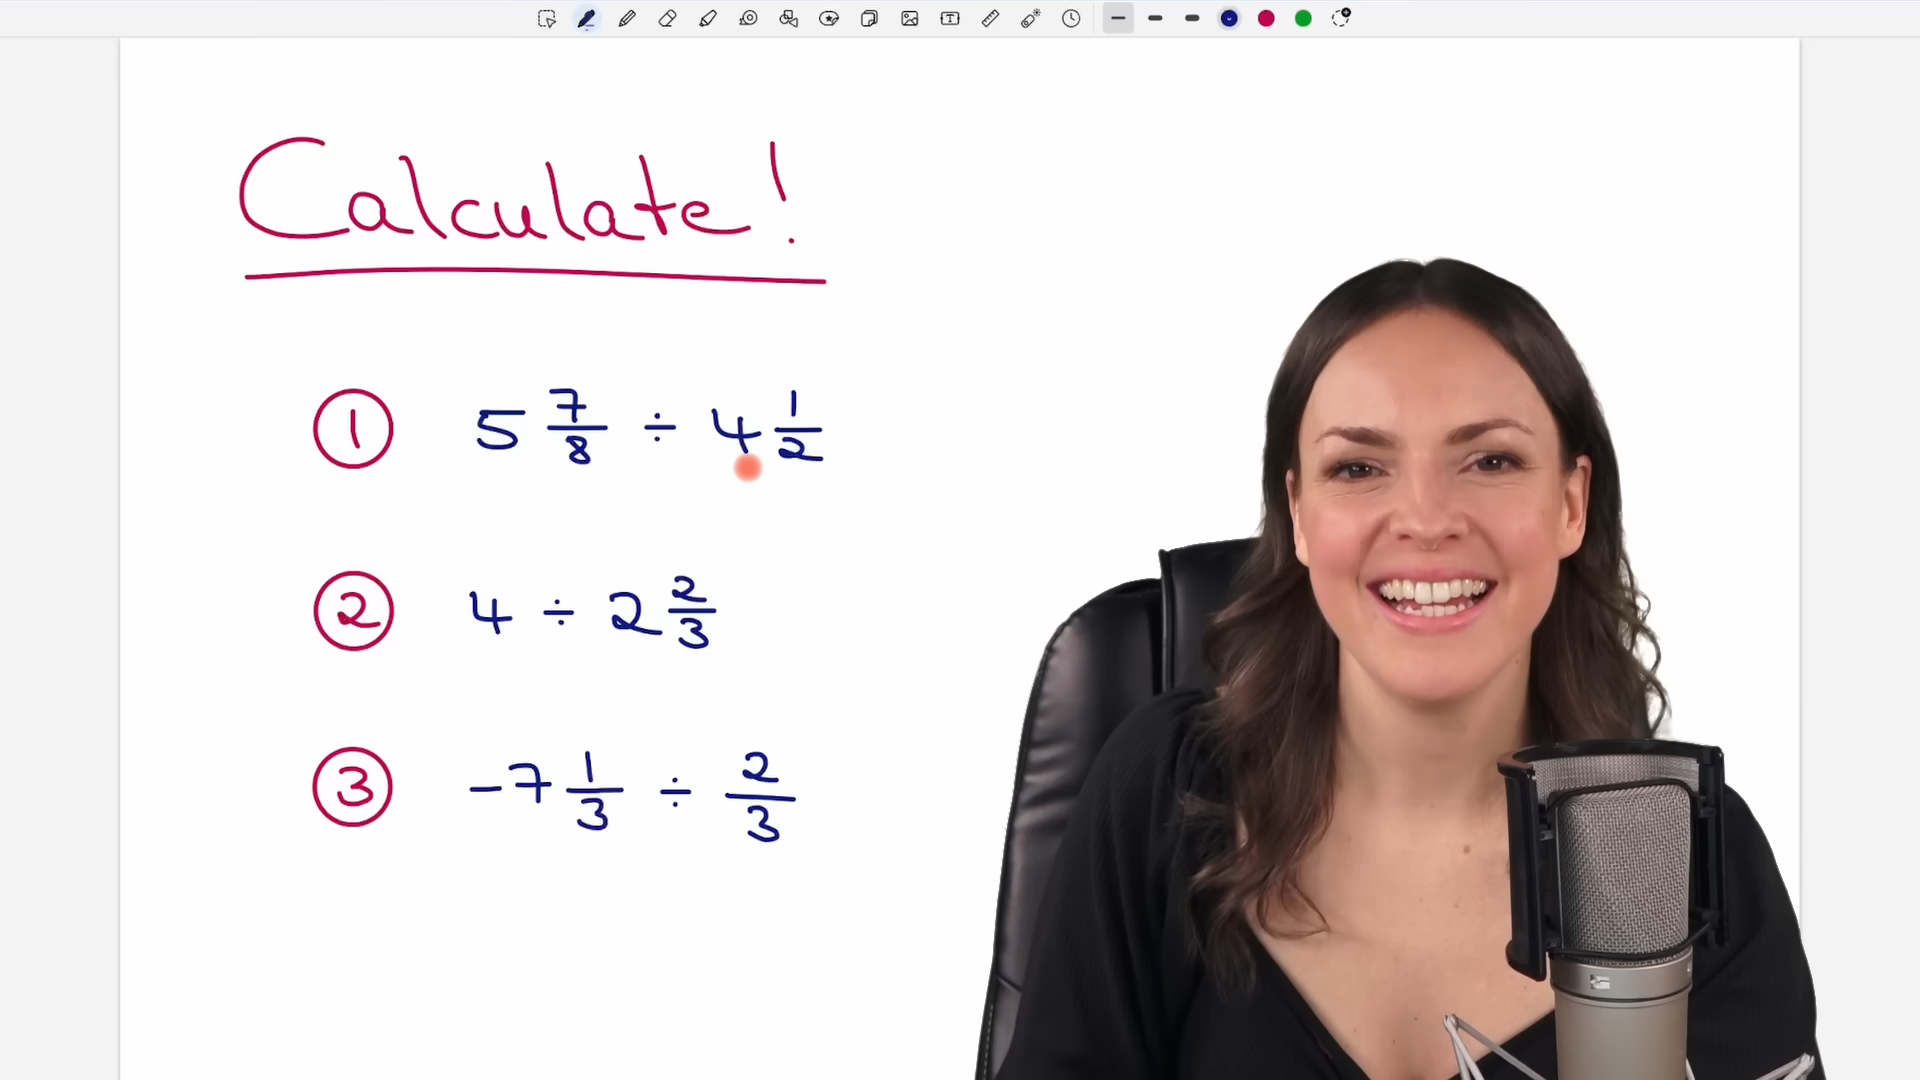 Calculate!
① 5 7/8 ÷ 4 1/2
② 4 ÷ 2 2/3
③ -7 1/3 ÷ 2/3